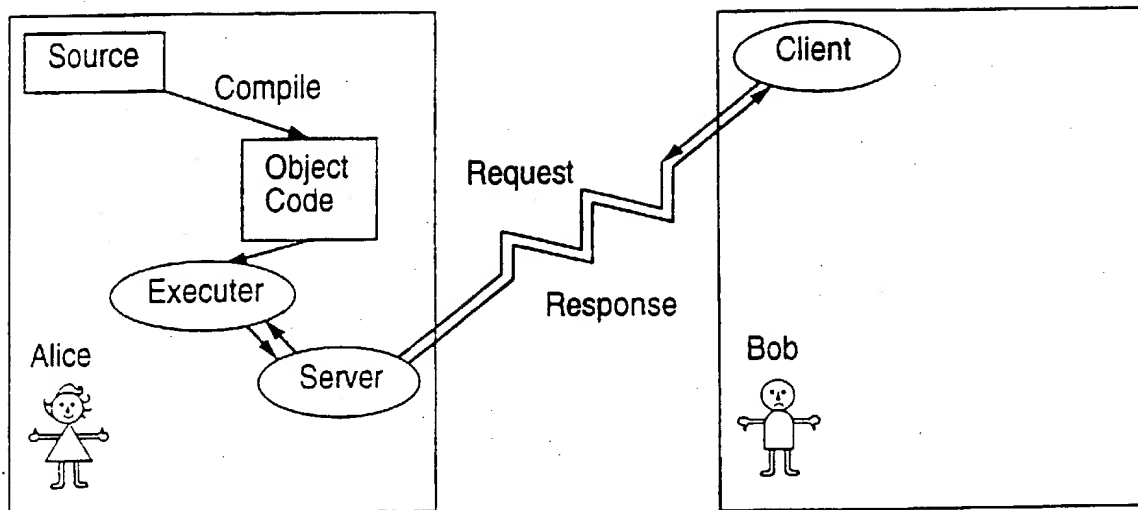 Source
Compile
Object
Code
Executer
Server
Alice
Request
Response
Client
Bob